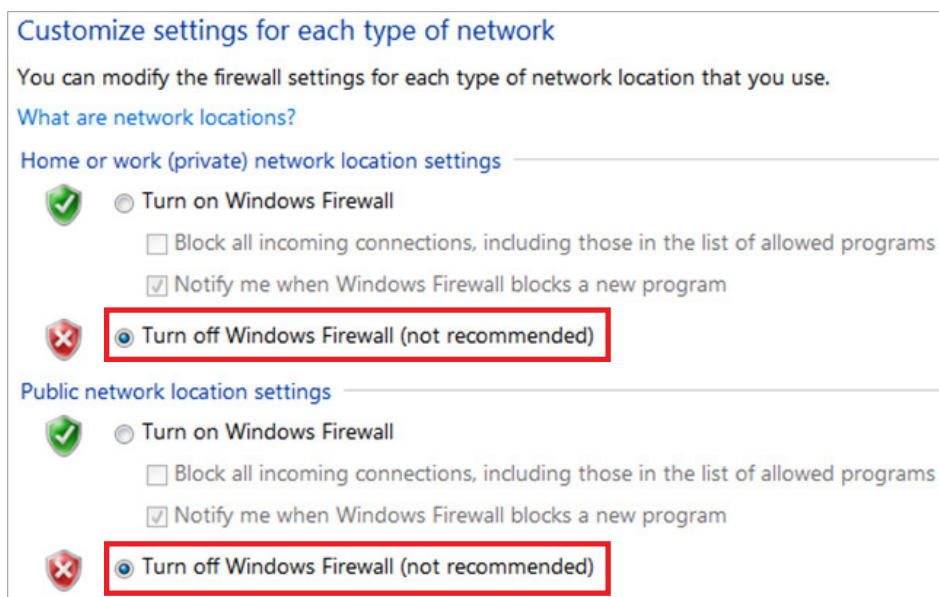 Customize settings for each type of network
You can modify the firewall settings for each type of network location that you use.
What are network locations?
Home or work (private) network location settings
Turn on Windows Firewall
Block all incoming connections, including those in the list of allowed programs
Notify me when Windows Firewall blocks a new program
Turn off Windows Firewall (not recommended)
Public network location settings
Turn on Windows Firewall
Block all incoming connections, including those in the list of allowed programs
Notify me when Windows Firewall blocks a new program
Turn off Windows Firewall (not recommended)